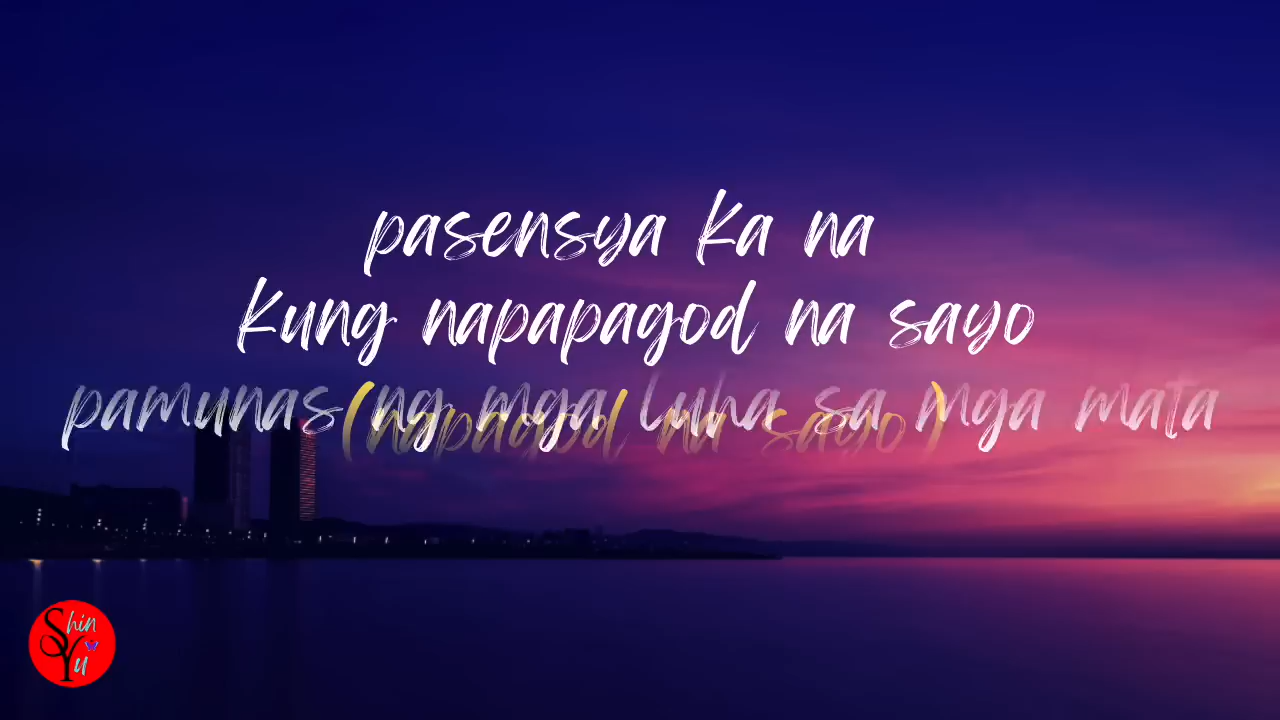 pasensya Ka na
Kung napapagod na sayo
pamunas ng mga luha sa mga mata
(napagod na sayo)
Shin
Yu